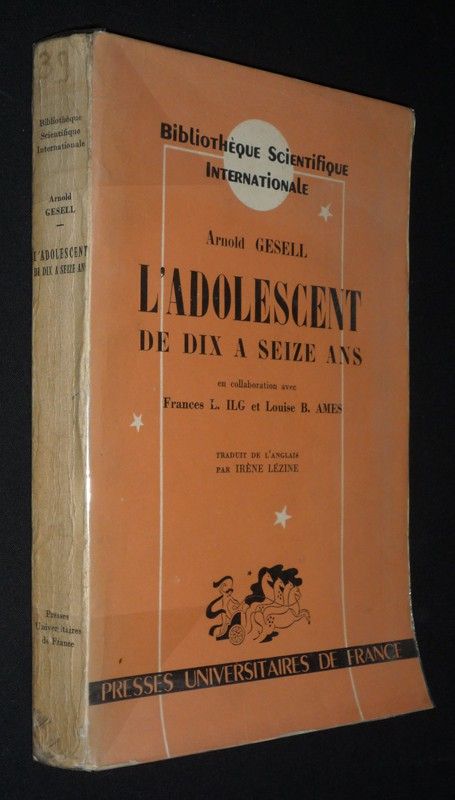 39
Bibliothèque
Scientifique
Internationale
Arnold
GESELL
L'ADOLESCENT
DE DIX A SEIZE ANS
Presses
Universitaires
de France
Bibliothèque Scientifique
Internationale
Arnold GESELL
L'ADOLESCENT
DE DIX A SEIZE ANS
en collaboration avec
Frances L. ILG et Louise B. AMES
TRADUIT DE L'ANGLAIS
PAR IRÈNE LÉZINE
PRESSES UNIVERSITAIRES DE FRANCE